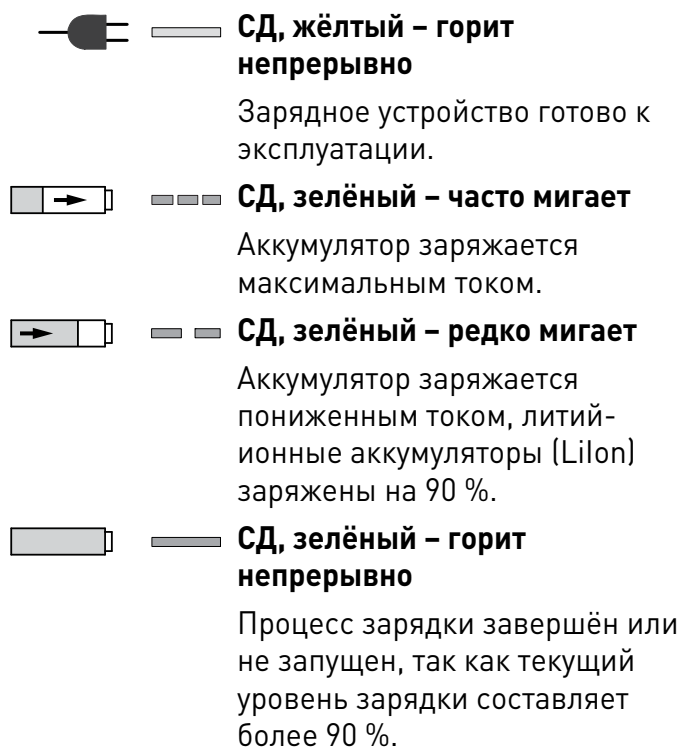 СД, жёлтый – горит
непрерывно
Зарядное устройство готово к
эксплуатации.
СД, зелёный – часто мигает
Аккумулятор заряжается
максимальным током.
СД, зелёный – редко мигает
Аккумулятор заряжается
пониженным током, литий-
ионные аккумуляторы (LiIon)
заряжены на 90 %.
СД, зелёный – горит
непрерывно
Процесс зарядки завершён или
не запущен, так как текущий
уровень зарядки составляет
более 90 %.